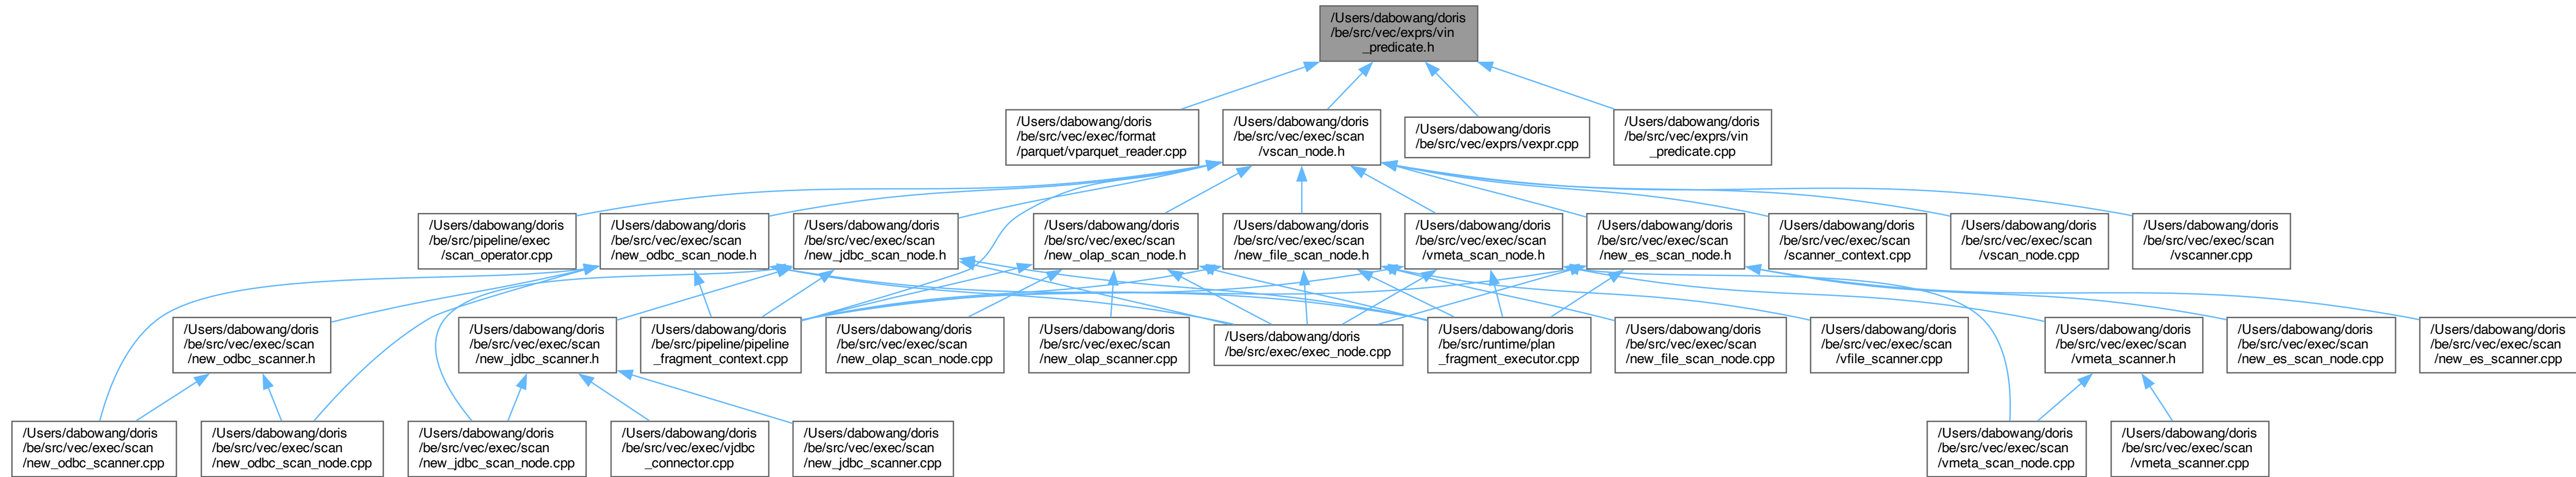 /Users/dabowang/doris
/be/src/vec/exprs/vin
_predicate.h
/Users/dabowang/doris
/be/src/vec/exec/format
/parquet/vparquet_reader.cpp
/Users/dabowang/doris
/be/src/vec/exec/scan
/vscan_node.h
/Users/dabowang/doris
/be/src/vec/exprs/vexpr.cpp
/Users/dabowang/doris
/be/src/vec/exprs/vin
_predicate.cpp
/Users/dabowang/doris
/be/src/pipeline/exec
/scan_operator.cpp
/Users/dabowang/doris
/be/src/vec/exec/scan
/new_odbc_scan_node.h
/Users/dabowang/doris
/be/src/vec/exec/scan
/new_jdbc_scan_node.h
/Users/dabowang/doris
/be/src/vec/exec/scan
/new_olap_scan_node.h
/Users/dabowang/doris
/be/src/vec/exec/scan
/new_file_scan_node.h
/Users/dabowang/doris
/be/src/vec/exec/scan
/vmeta_scan_node.h
/Users/dabowang/doris
/be/src/vec/exec/scan
/new_es_scan_node.h
/Users/dabowang/doris
/be/src/vec/exec/scan
/scanner_context.cpp
/Users/dabowang/doris
/be/src/vec/exec/scan
/vscan_node.cpp
/Users/dabowang/doris
/be/src/vec/exec/scan
/vscanner.cpp
/Users/dabowang/doris
/be/src/vec/exec/scan
/new_odbc_scanner.h
/Users/dabowang/doris
/be/src/vec/exec/scan
/new_jdbc_scanner.h
/Users/dabowang/doris
/be/src/pipeline/pipeline
_fragment_context.cpp
/Users/dabowang/doris
/be/src/vec/exec/scan
/new_olap_scan_node.cpp
/Users/dabowang/doris
/be/src/vec/exec/scan
/new_olap_scanner.cpp
/Users/dabowang/doris
/be/src/exec/exec_node.cpp
/Users/dabowang/doris
/be/src/runtime/plan
_fragment_executor.cpp
/Users/dabowang/doris
/be/src/vec/exec/scan
/new_file_scan_node.cpp
/Users/dabowang/doris
/be/src/vec/exec/scan
/vfile_scanner.cpp
/Users/dabowang/doris
/be/src/vec/exec/scan
/vmeta_scanner.h
/Users/dabowang/doris
/be/src/vec/exec/scan
/new_es_scan_node.cpp
/Users/dabowang/doris
/be/src/vec/exec/scan
/new_es_scanner.cpp
/Users/dabowang/doris
/be/src/vec/exec/scan
/new_odbc_scanner.cpp
/Users/dabowang/doris
/be/src/vec/exec/scan
/new_odbc_scan_node.cpp
/Users/dabowang/doris
/be/src/vec/exec/scan
/new_jdbc_scan_node.cpp
/Users/dabowang/doris
/be/src/vec/exec/vjdbc
_connector.cpp
/Users/dabowang/doris
/be/src/vec/exec/scan
/new_jdbc_scanner.cpp
/Users/dabowang/doris
/be/src/vec/exec/scan
/vmeta_scan_node.cpp
/Users/dabowang/doris
/be/src/vec/exec/scan
/vmeta_scanner.cpp